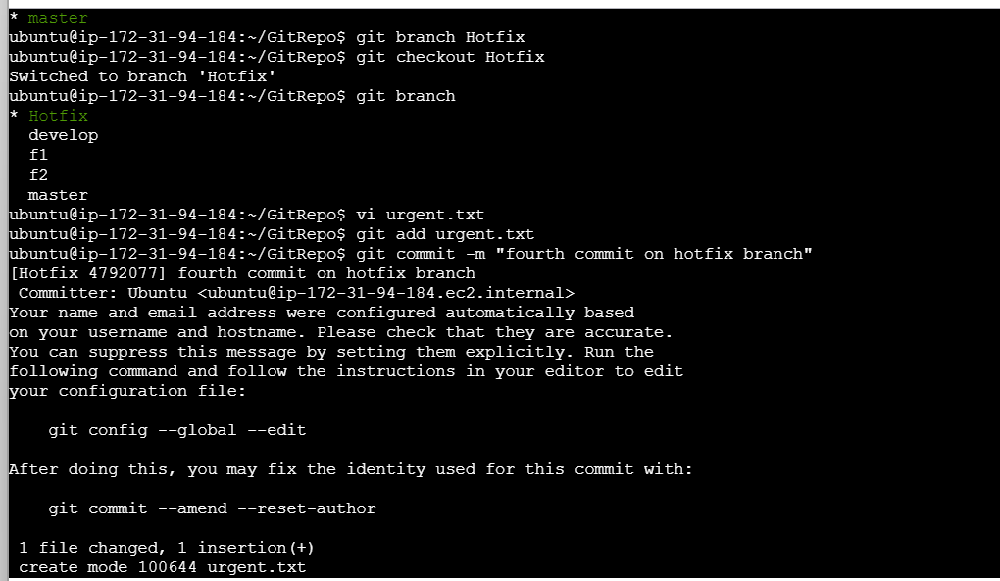 * master
ubuntu@ip-172-31-94-184:~/GitRepo$ git branch Hotfix
ubuntu@ip-172-31-94-184:~/GitRepo$ git checkout Hotfix
Switched to branch 'Hotfix'
ubuntu@ip-172-31-94-184:~/GitRepo$ git branch
* Hotfix
  develop
  f1
  f2
  master
ubuntu@ip-172-31-94-184:~/GitRepo$ vi urgent.txt
ubuntu@ip-172-31-94-184:~/GitRepo$ git add urgent.txt
ubuntu@ip-172-31-94-184:~/GitRepo$ git commit -m "fourth commit on hotfix branch"
[Hotfix 4792077] fourth commit on hotfix branch
 Committer: Ubuntu <ubuntu@ip-172-31-94-184.ec2.internal>
Your name and email address were configured automatically based
on your username and hostname. Please check that they are accurate.
You can suppress this message by setting them explicitly. Run the
following command and follow the instructions in your editor to edit
your configuration file:

    git config --global --edit

After doing this, you may fix the identity used for this commit with:

    git commit --amend --reset-author

 1 file changed, 1 insertion(+)
 create mode 100644 urgent.txt